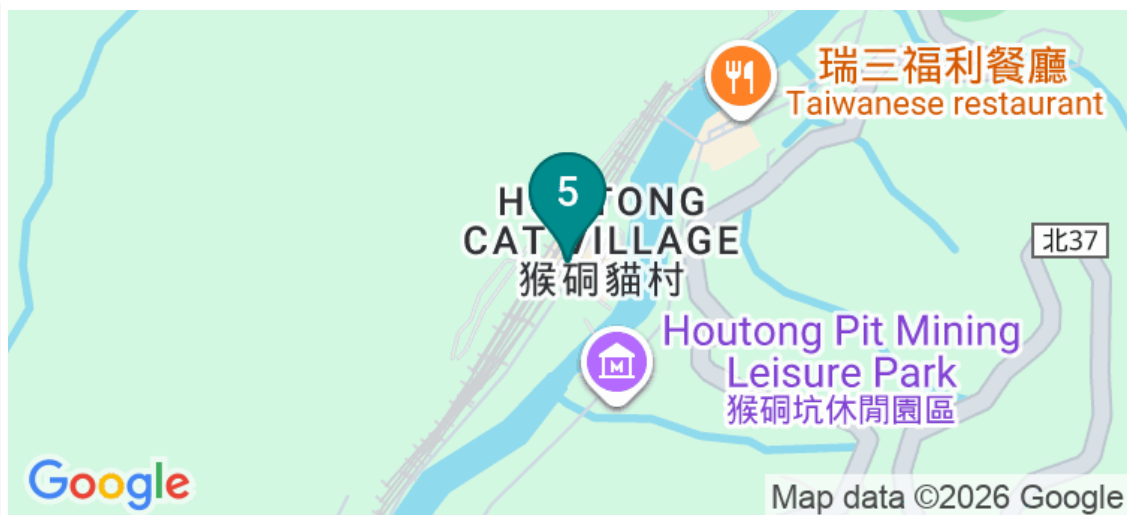 瑞三福利餐廳
Taiwanese restaurant
5
HOUTONG
CAT VILLAGE
猴硐貓村
北37
Houtong Pit Mining
Leisure Park
猴硐坑休閒園區
M
Google
Map data ©2026 Google